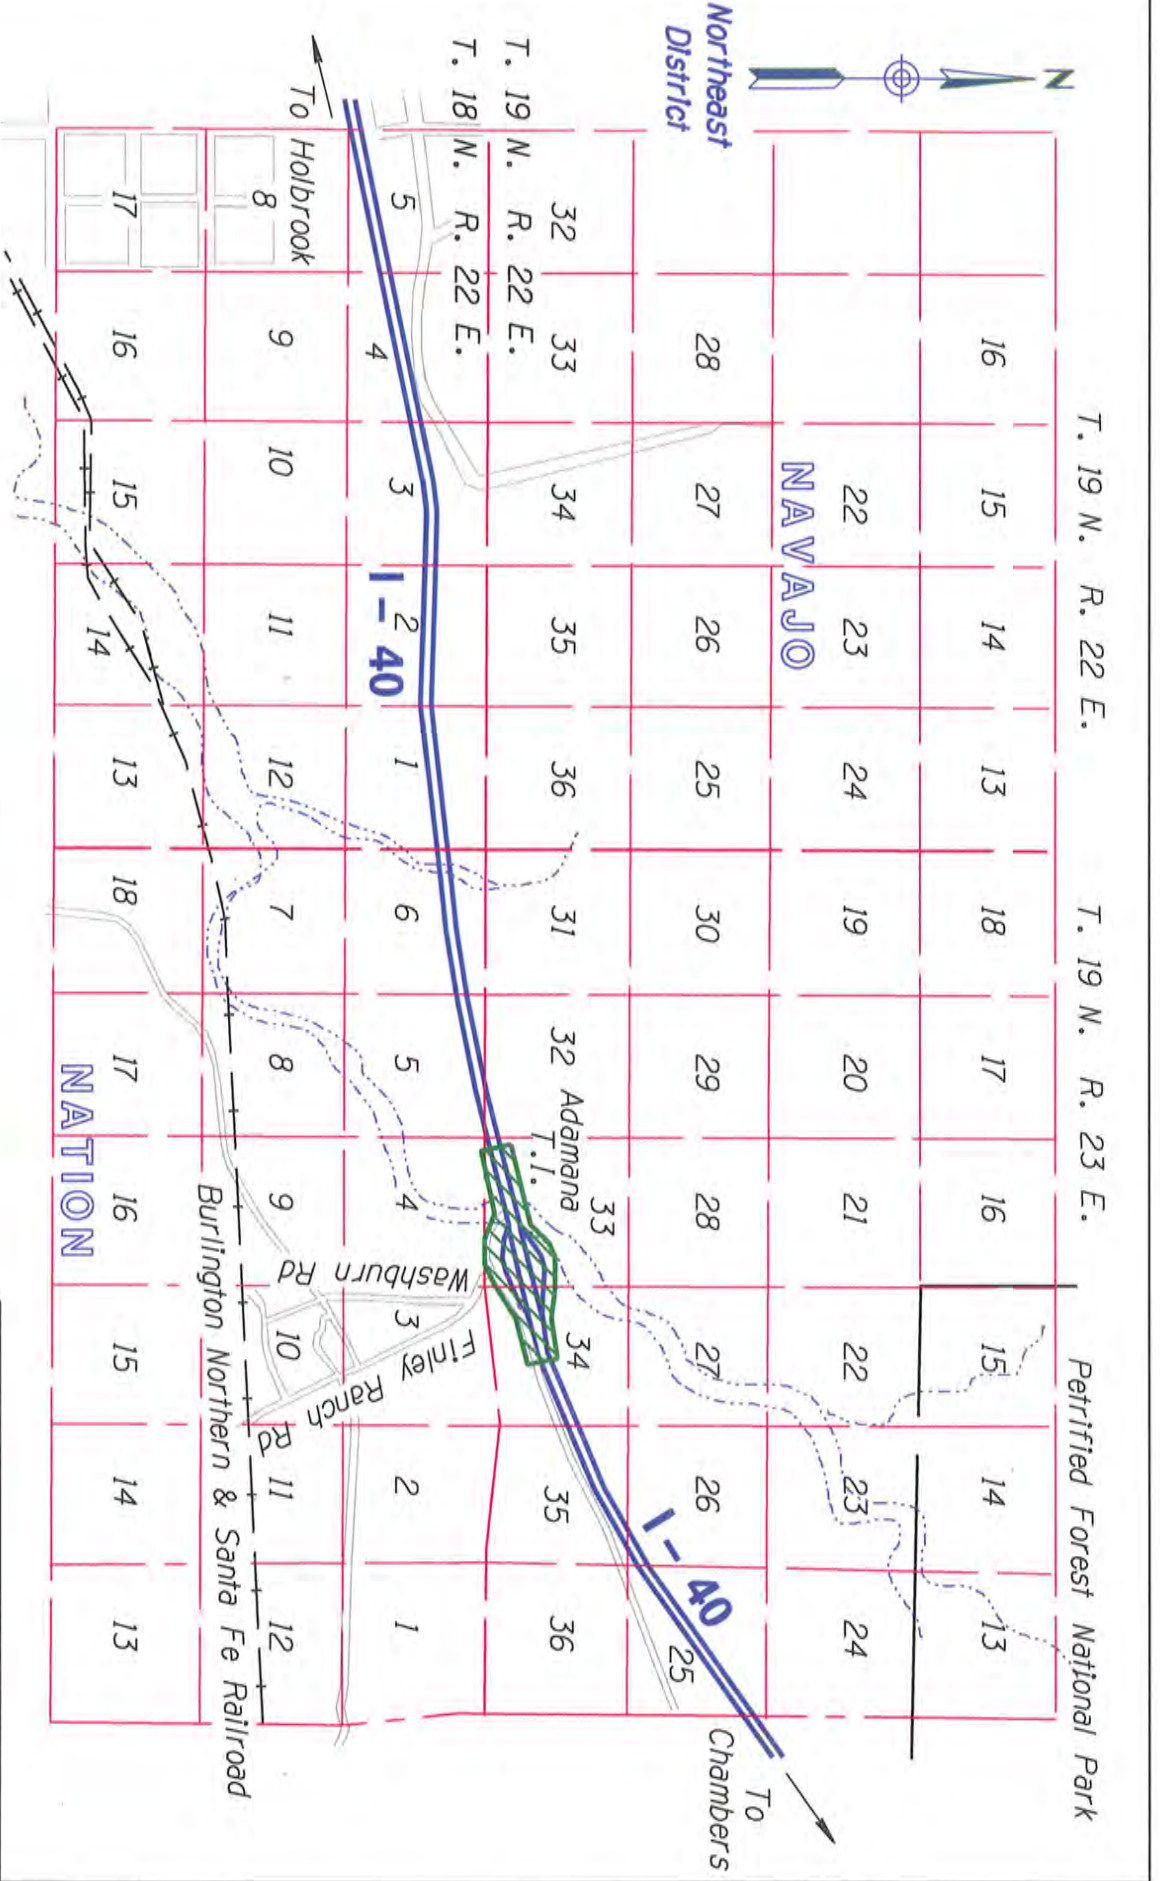 T. 19 N. R. 22 E.
T. 19 N. R. 23 E.
Petrified Forest National Park
N
16 15 14 13 18 17 16 15 14 13
22 23 24 19 20 21 22 23 24
NAVAJO
Northeast
District
28 27 26 25 30 29 28 27 26 25
I-40
To
Chambers
32 33 34 35 36 31 32 33 34 35 36
Adamana
T.I.
T. 19 N. R. 22 E.
T. 18 N. R. 22 E.
5 4 3 2 1 6 5 4 3 2 1
I-40
Washburn Rd
Finley Ranch Rd
To Holbrook
8 9 10 11 12 7 8 9 10 11 12
Burlington Northern & Santa Fe Railroad
17 16 15 14 13 18 17 16 15 14 13
NATION